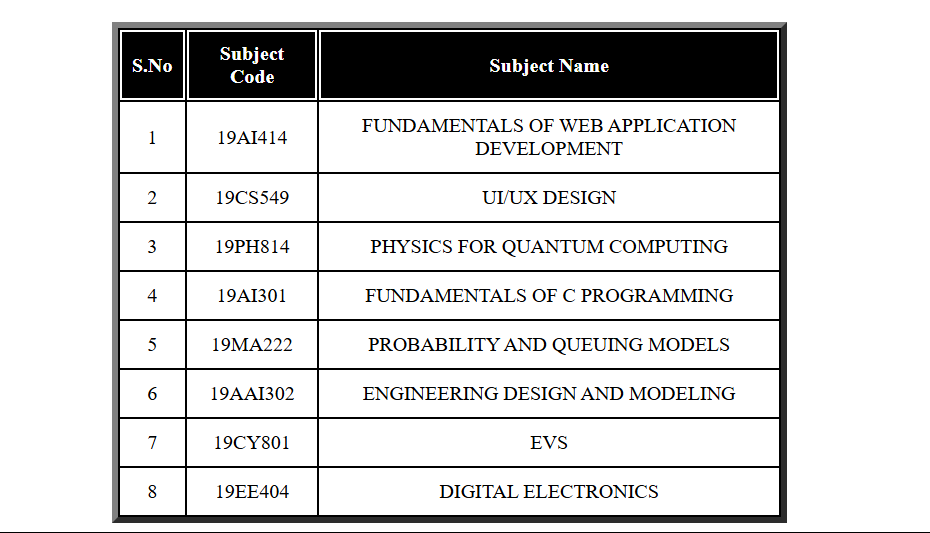 S.No Subject Code Subject Name
1 19AI414 FUNDAMENTALS OF WEB APPLICATION DEVELOPMENT
2 19CS549 UI/UX DESIGN
3 19PH814 PHYSICS FOR QUANTUM COMPUTING
4 19AI301 FUNDAMENTALS OF C PROGRAMMING
5 19MA222 PROBABILITY AND QUEUING MODELS
6 19AAI302 ENGINEERING DESIGN AND MODELING
7 19CY801 EVS
8 19EE404 DIGITAL ELECTRONICS